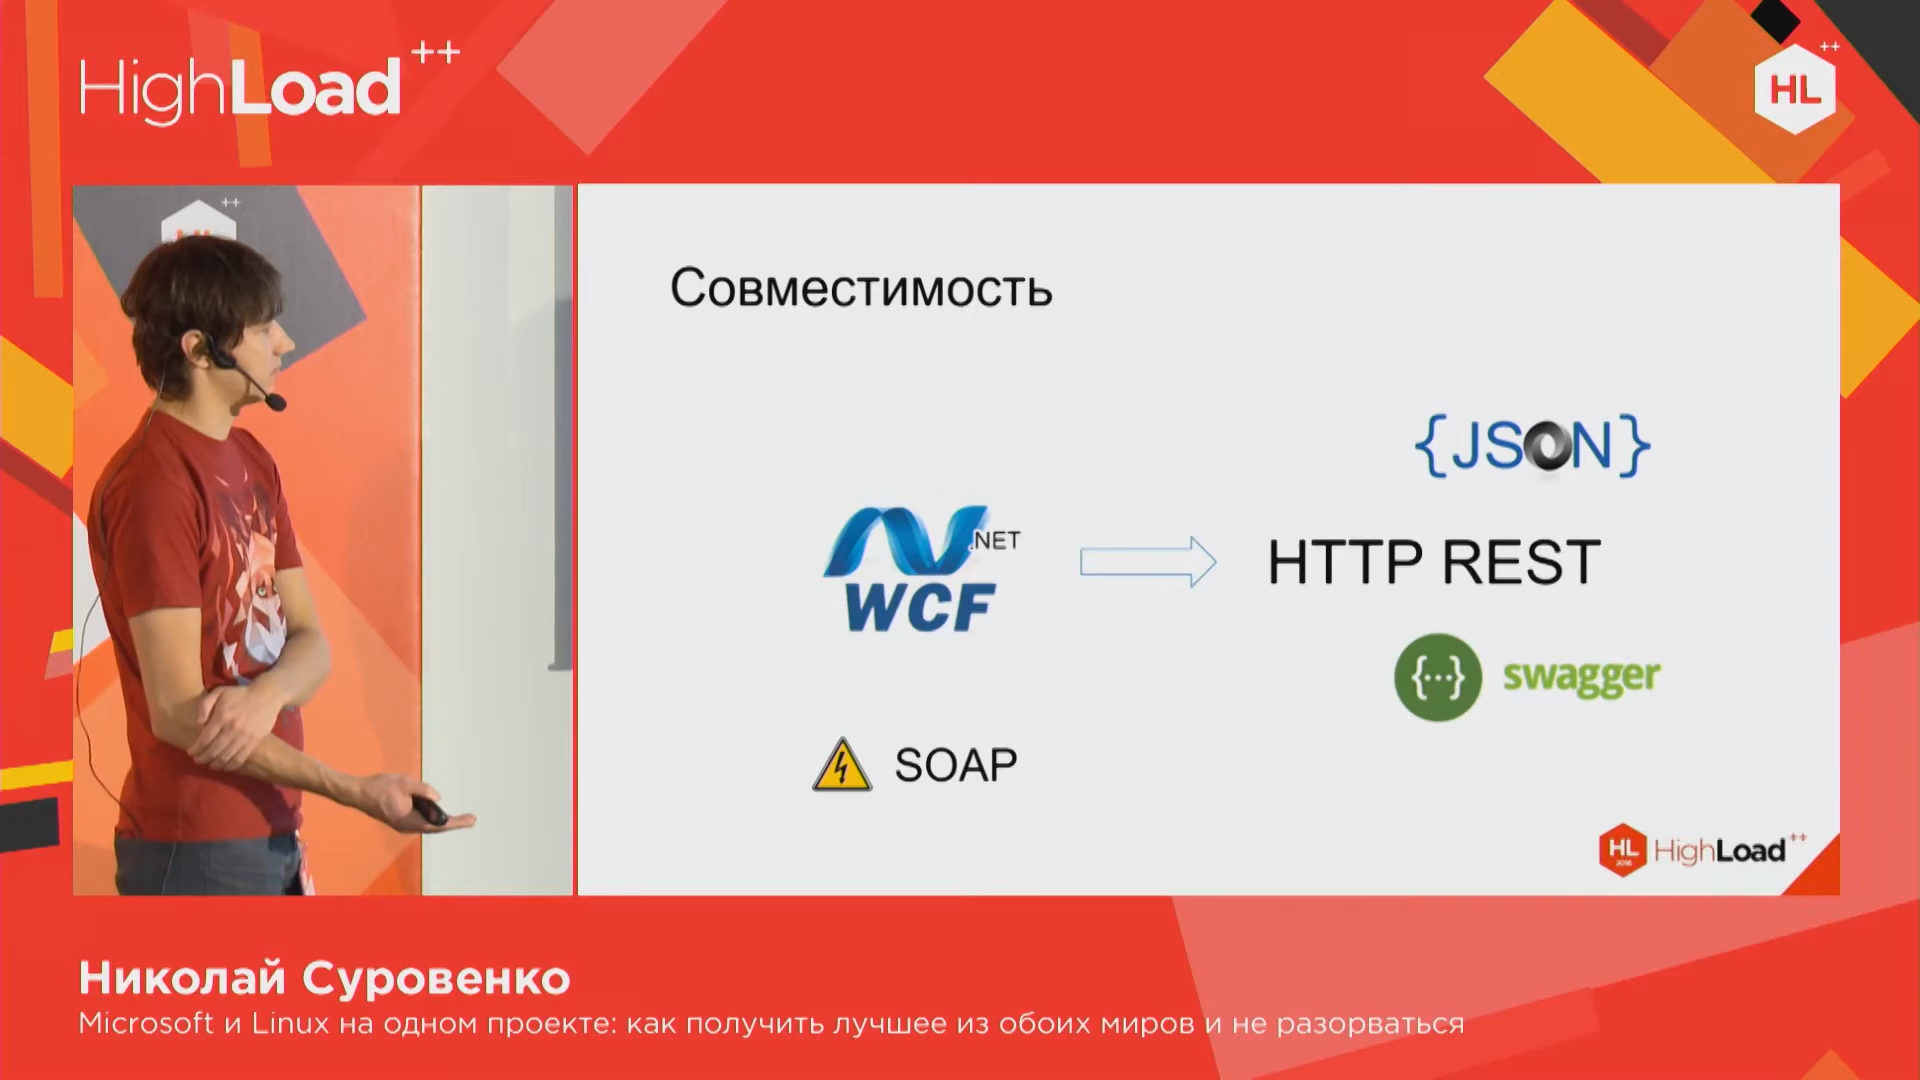 HighLoad++
HL++
++
Совместимость
{JSON}
.NET
WCF
HTTP REST
{...} swagger
SOAP
HL
2016
HighLoad++
Николай Суровенко
Microsoft и Linux на одном проекте: как получить лучшее из обоих миров и не разорваться